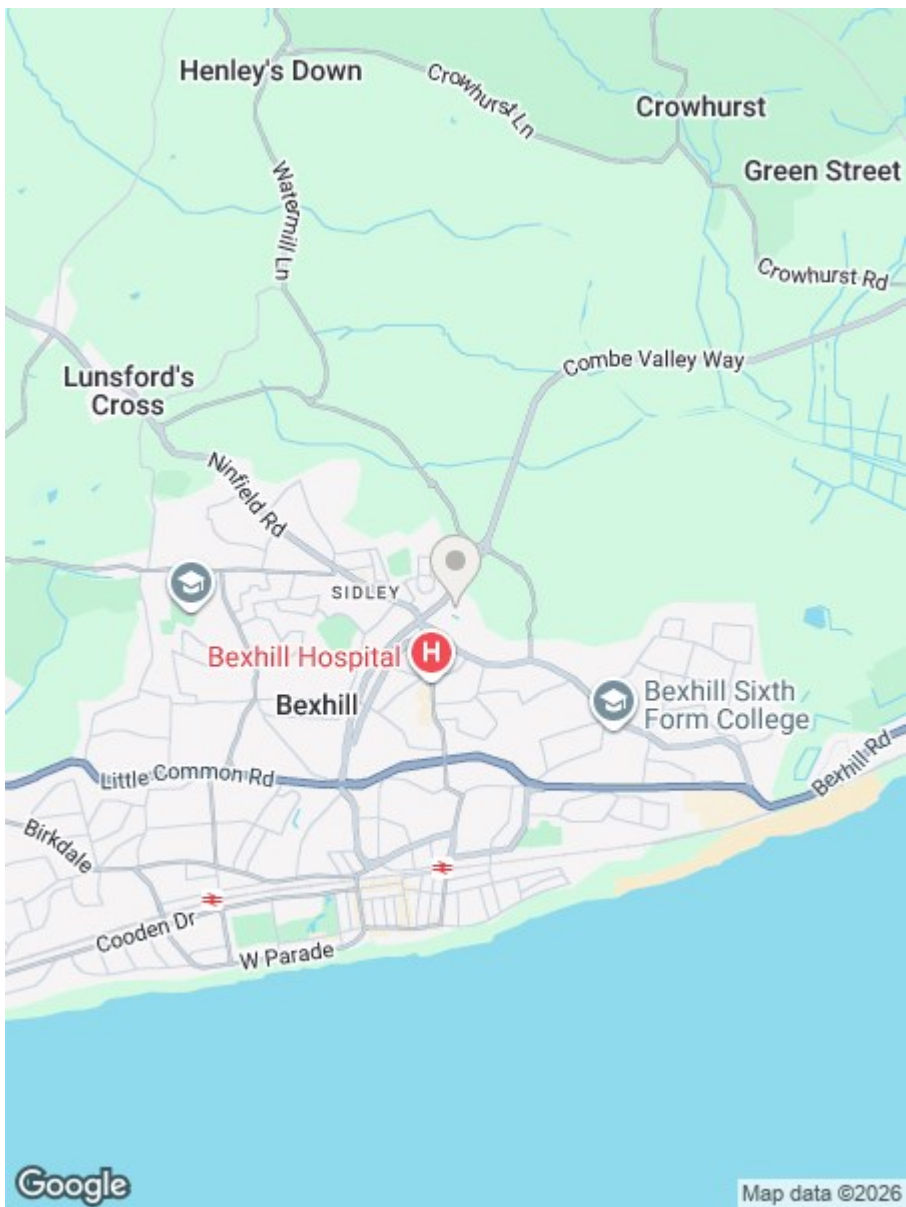 Henley's Down
Crowhurst Ln
Crowhurst
Green Street
Watermill Ln
Crowhurst Rd
Combe Valley Way
Lunsford's
Cross
Ninfield Rd
SIDLEY
Bexhill Hospital
H
Bexhill
Bexhill Sixth
Form College
Little Common Rd
Bexhill Rd
Birkdale
Cooden Dr
W Parade
Google
Map data ©2026